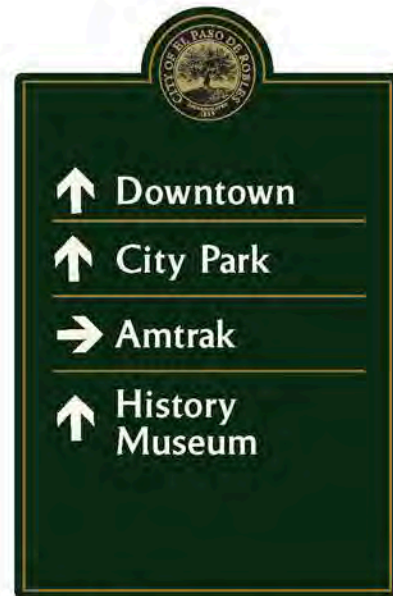 CITY OF EL PASO DE ROBLES
Downtown
City Park
Amtrak
History
Museum